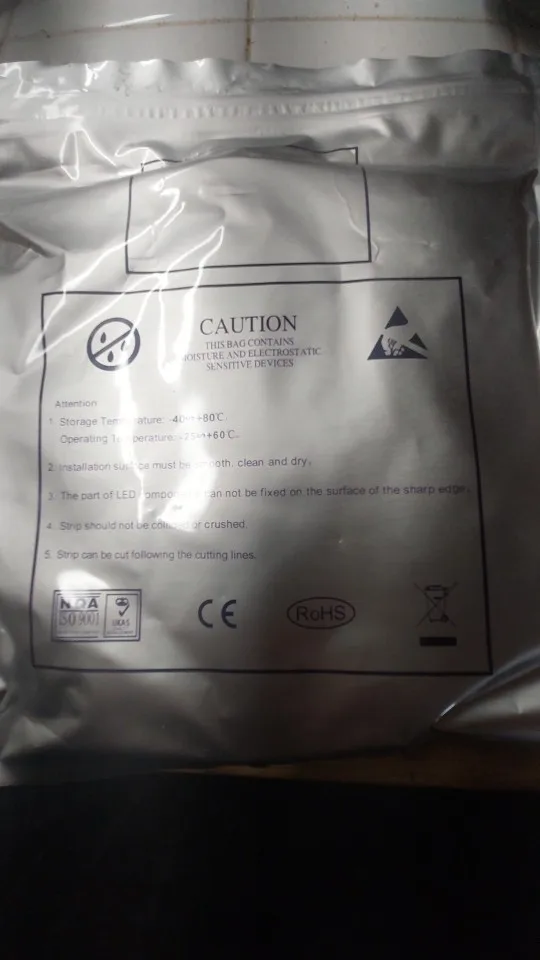 CAUTION
THIS BAG CONTAINS
MOISTURE AND ELECTROSTATIC
SENSITIVE DEVICES
Attention
1. Storage Temperature: -40~+80℃.
Operating Temperature: -25~+60℃.
2. Installation surface must be smooth, clean and dry.
3. The part of LED can not be fixed on the surface of the sharp edge.
4. Strip should not be or crushed.
5. Strip can be cut following the cutting lines.
NQA
ISO 9001
UKAS
CE
RoHS